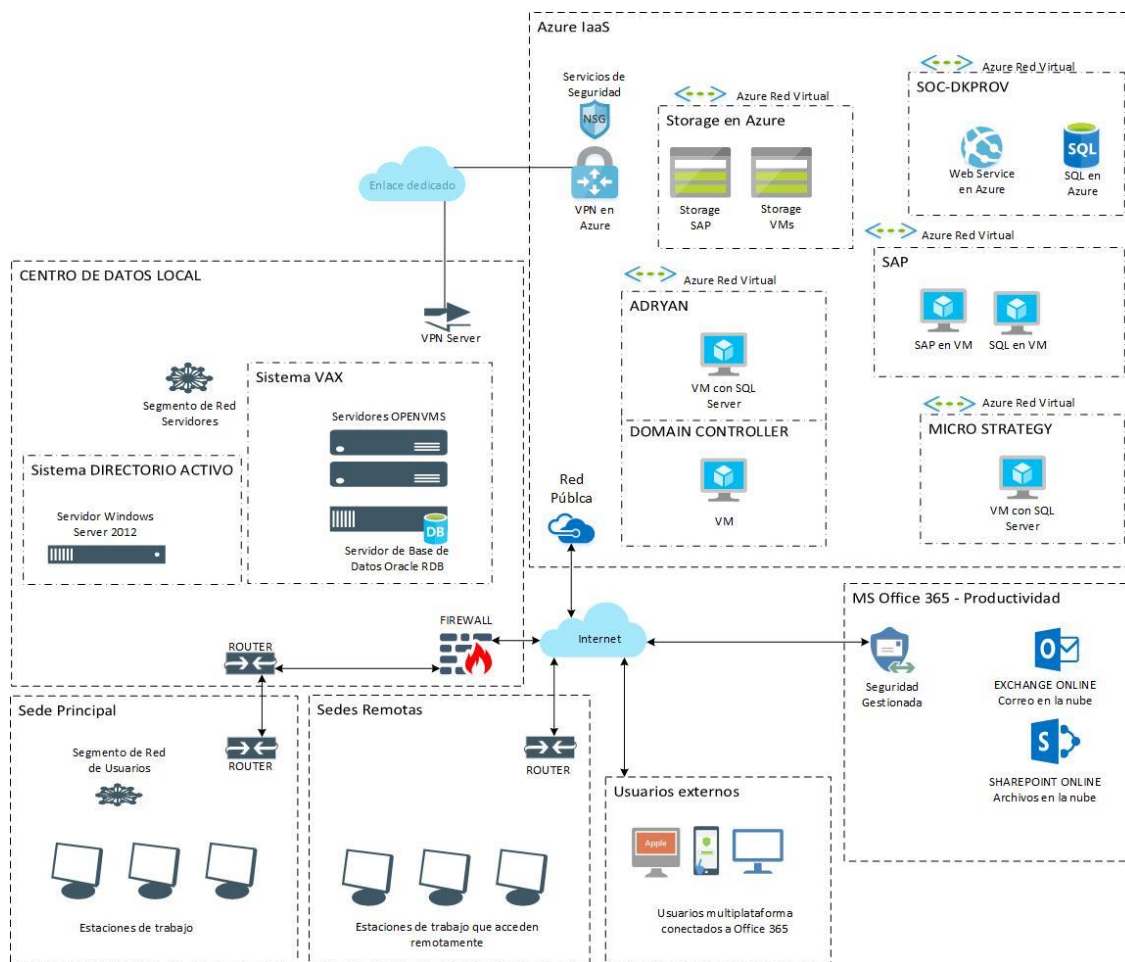 Azure IaaS
Servicios de
Seguridad
NSG
VPN en
Azure
Azure Red Virtual
Storage en Azure
Storage
SAP
Storage
VMs
Azure Red Virtual
SOC-DKPROV
Web Service
en Azure
SQL
SQL en
Azure
Azure Red Virtual
SAP
SAP en VM
SQL en VM
Azure Red Virtual
ADRYAN
VM con SQL
Server
DOMAIN CONTROLLER
VM
Azure Red Virtual
MICRO STRATEGY
VM con SQL
Server
Red
Públca
Enlace dedicado
CENTRO DE DATOS LOCAL
VPN Server
Segmento de Red
Servidores
Sistema VAX
Servidores OPENVMS
DB
Servidor de Base de
Datos Oracle RDB
Sistema DIRECTORIO ACTIVO
Servidor Windows
Server 2012
ROUTER
FIREWALL
Internet
MS Office 365 - Productividad
Seguridad
Gestionada
EXCHANGE ONLINE
Correo en la nube
SHAREPOINT ONLINE
Archivos en la nube
Sede Principal
Segmento de Red
de Usuarios
ROUTER
Estaciones de trabajo
Sedes Remotas
ROUTER
Estaciones de trabajo que acceden
remotamente
Usuarios externos
Apple
Usuarios multiplataforma
conectados a Office 365